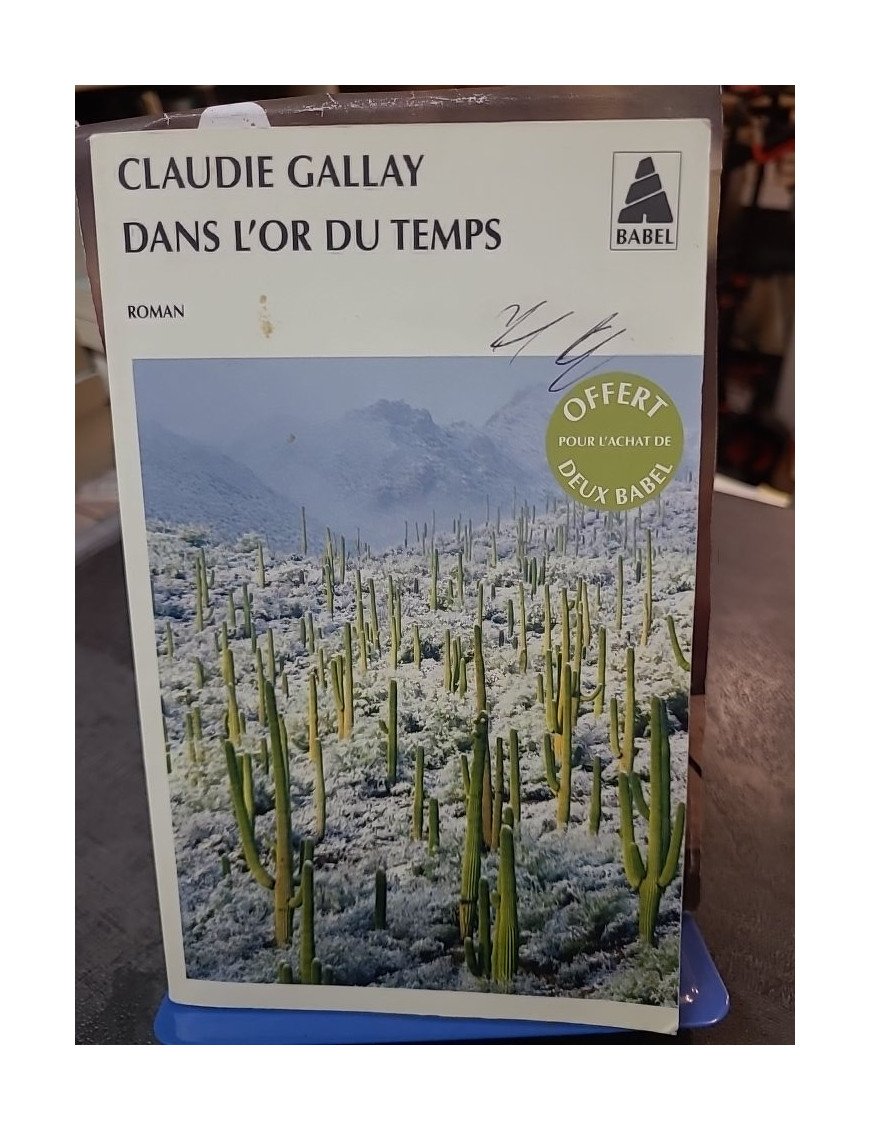 CLAUDIE GALLAY
DANS L'OR DU TEMPS
BABEL
ROMAN
OFFERT
POUR L'ACHAT DE
DEUX BABEL